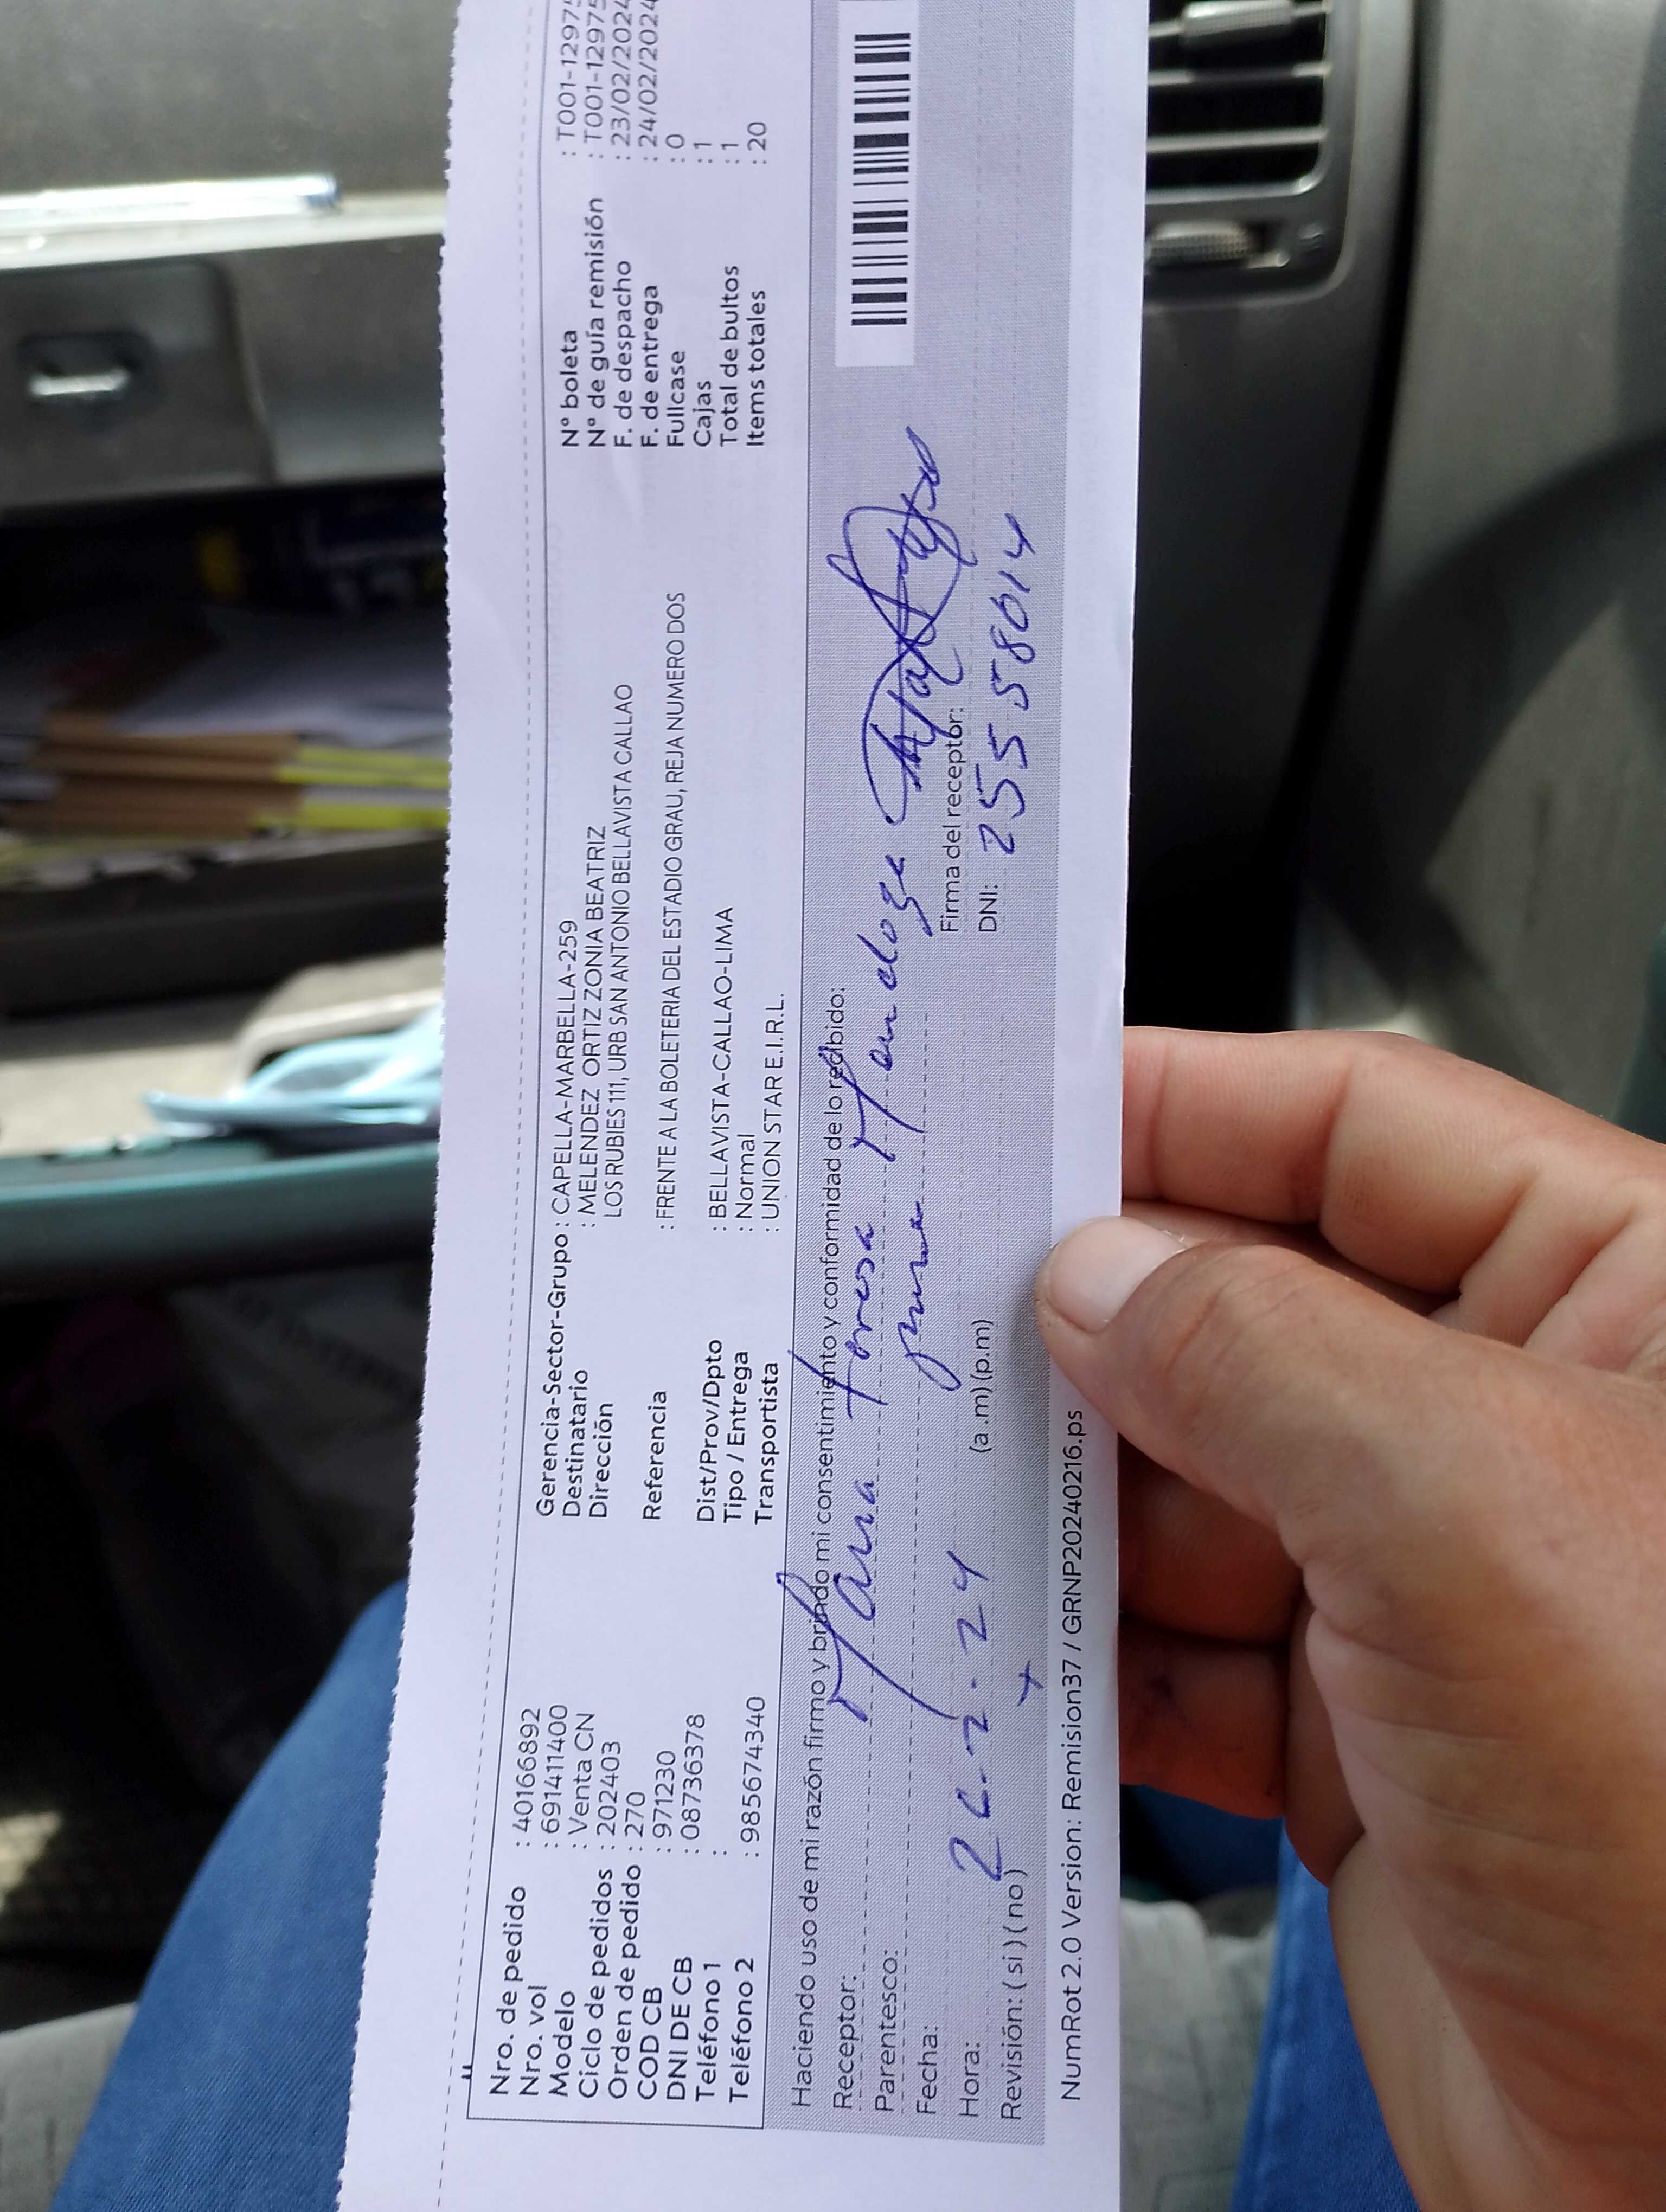 Nro. de pedido : 40166892
Nro. vol : 691411400
Modelo : Venta CN
Ciclo de pedidos : 202403
Orden de pedido : 270
COD CB : 971230
DNI DE CB : 08736378
Teléfono 1 :
Teléfono 2 : 985674340
Gerencia-Sector-Grupo : CAPELLA-MARBELLA-259
Destinatario : MELENDEZ ORTIZ ZONIA BEATRIZ
Dirección LOS RUBIES 111, URB SAN ANTONIO BELLAVISTA CALLAO
Referencia : FRENTE A LA BOLETERIA DEL ESTADIO GRAU, REJA NUMERO DOS
Dist/Prov/Dpto : BELLAVISTA-CALLAO-LIMA
Tipo / Entrega : Normal
Transportista : UNION STAR E.I.R.L.
N° boleta : T001-12975
N° de guía remisión : T001-12975
F. de despacho : 23/02/2024
F. de entrega : 24/02/2024
Fullcase : 0
Cajas : 1
Total de bultos : 1
Items totales : 20
Haciendo uso de mi razón firmo y brindo mi consentimiento y conformidad de lo recibido:
Receptor: Maria Teresa
Parentesco:
Fecha:
Hora: (a.m) (p.m)
Revisión: (si) (no)
Firma del receptor:
DNI: 25558014
NumRot 2.0 Version: Remision37 / GRNP20240216.ps